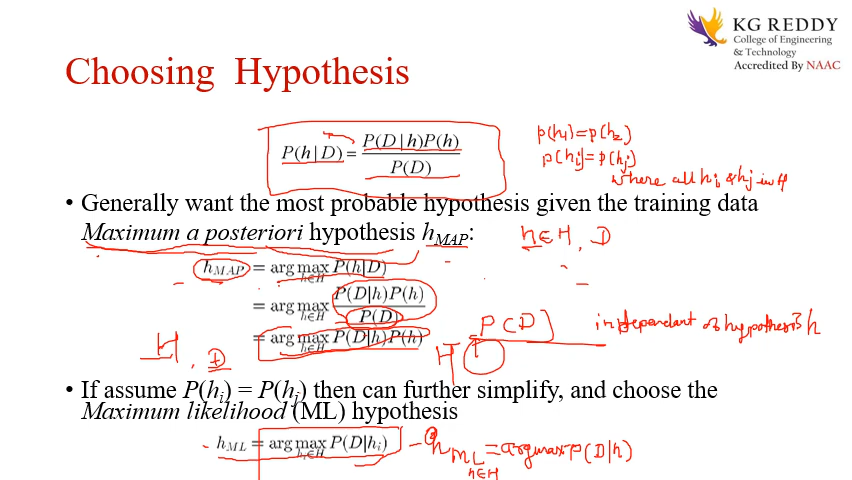 KG REDDY
College of Engineering
& Technology
Accredited By NAAC
Choosing Hypothesis
P(h|D) = P(D|h)P(h) / P(D)
p(h1)=p(h2)
p(hi)=p(hj)
where all hi & hj in H
• Generally want the most probable hypothesis given the training data
Maximum a posteriori hypothesis hMAP:
h∈H, D
hMAP = arg max h∈H P(h|D)
= arg max h∈H P(D|h)P(h) / P(D)
P(D) independant of hypothesis h
= arg max h∈H P(D|h)P(h)
H, D
H
• If assume P(hi) = P(hj) then can further simplify, and choose the
Maximum likelihood (ML) hypothesis
hML = arg max hi∈H P(D|hi)
hML = argmax P(D|h)
h∈H